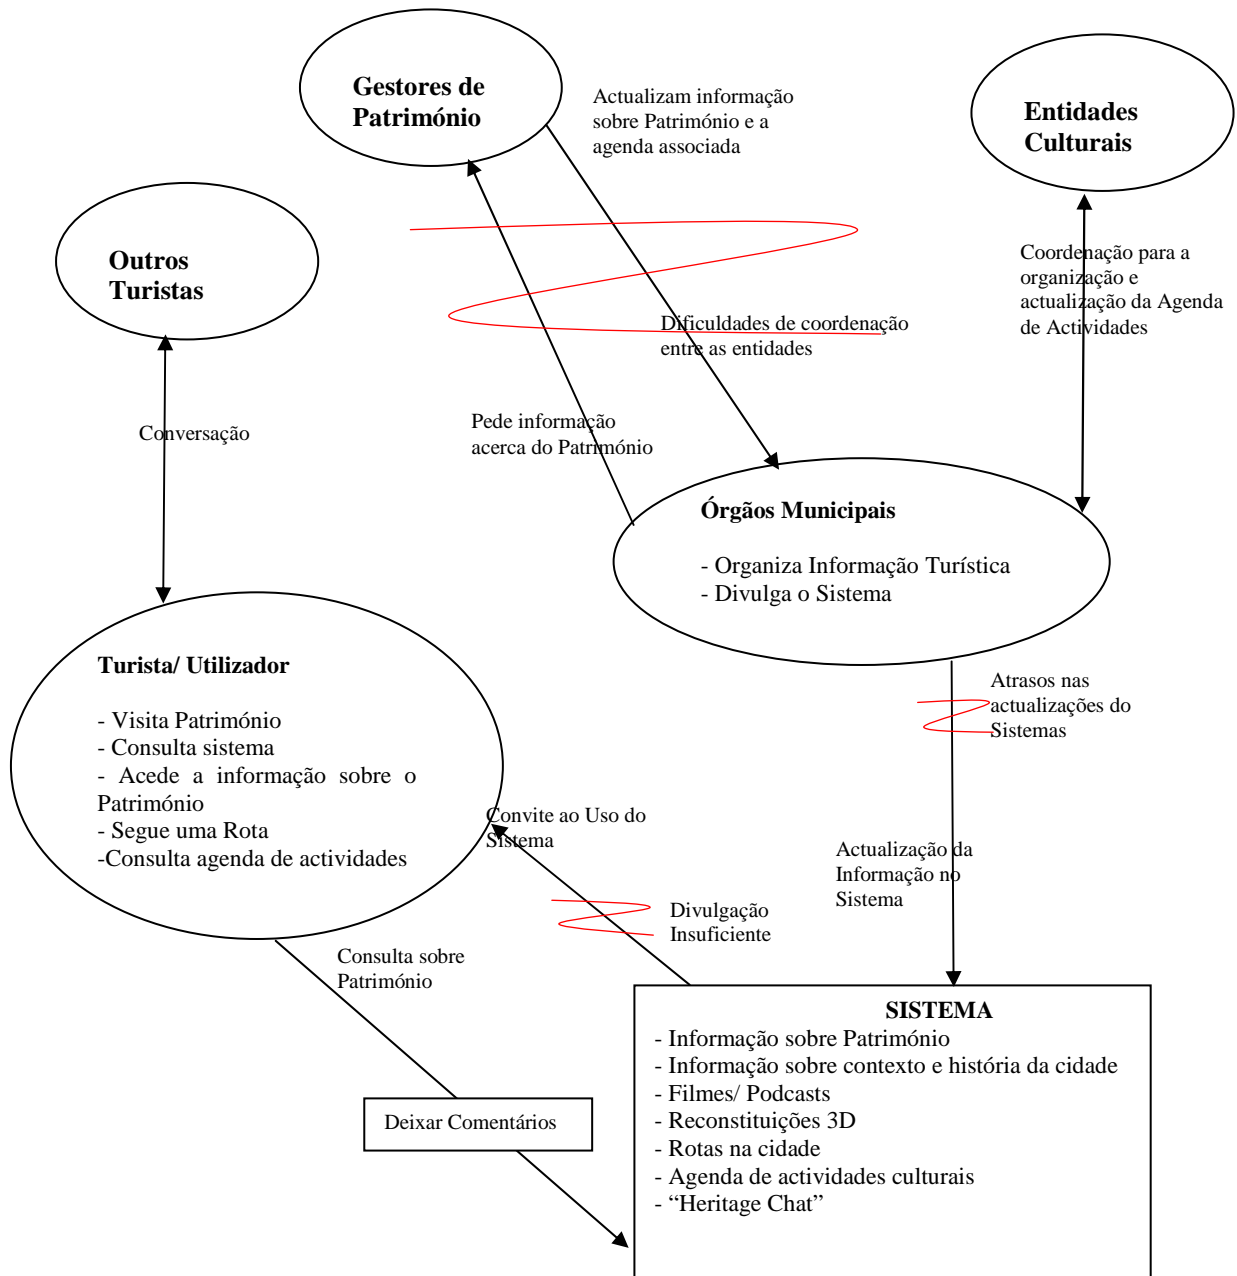 Gestores de
Património
Actualizam informação
sobre Património e a
agenda associada
Entidades
Culturais
Outros
Turistas
Coordenação para a
organização e
actualização da Agenda
de Actividades
Dificuldades de coordenação
entre as entidades
Pede informação
acerca do Património
Conversação
Órgãos Municipais
- Organiza Informação Turística
- Divulga o Sistema
Turista/ Utilizador
- Visita Património
- Consulta sistema
- Acede a informação sobre o
Património
- Segue uma Rota
-Consulta agenda de actividades
Atrasos nas
actualizações do
Sistemas
Convite ao Uso do
Sistema
Actualização da
Informação no
Sistema
Divulgação
Insuficiente
Consulta sobre
Património
Deixar Comentários
SISTEMA
- Informação sobre Património
- Informação sobre contexto e história da cidade
- Filmes/ Podcasts
- Reconstituições 3D
- Rotas na cidade
- Agenda de actividades culturais
- “Heritage Chat”